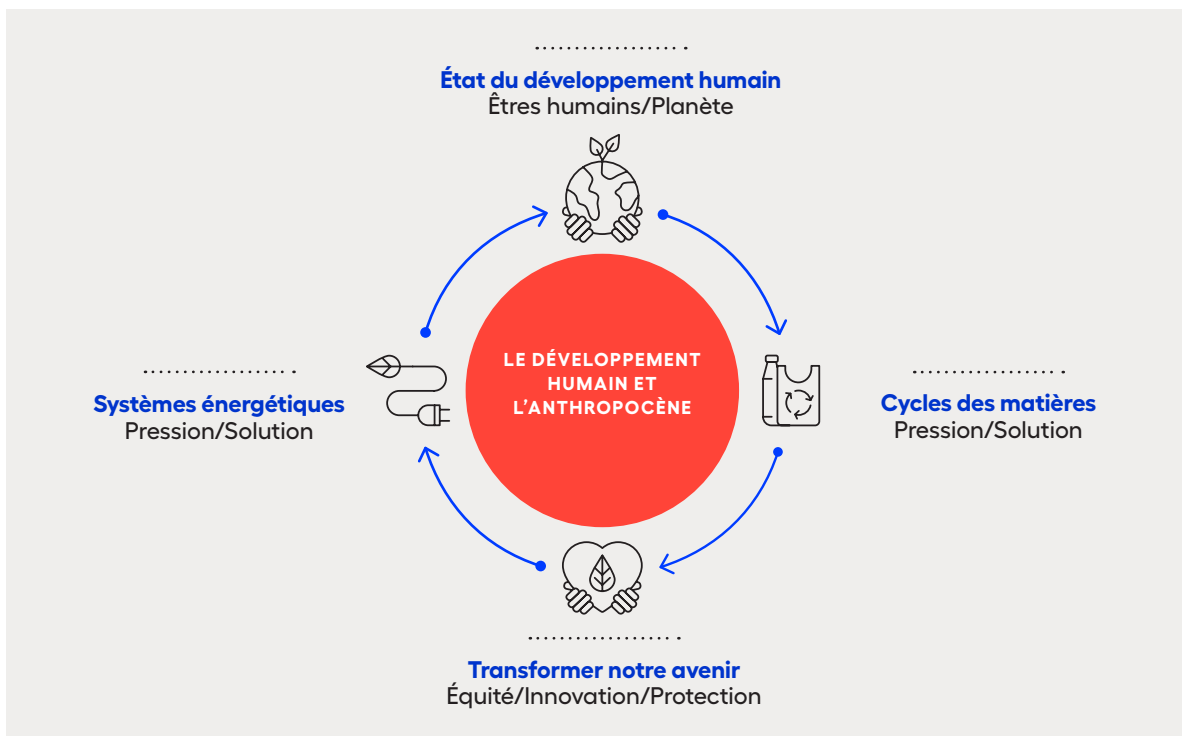 État du développement humain
Êtres humains/Planète
LE DÉVELOPPEMENT
HUMAIN ET
L’ANTHROPOCÈNE
Systèmes énergétiques
Pression/Solution
Cycles des matières
Pression/Solution
Transformer notre avenir
Équité/Innovation/Protection